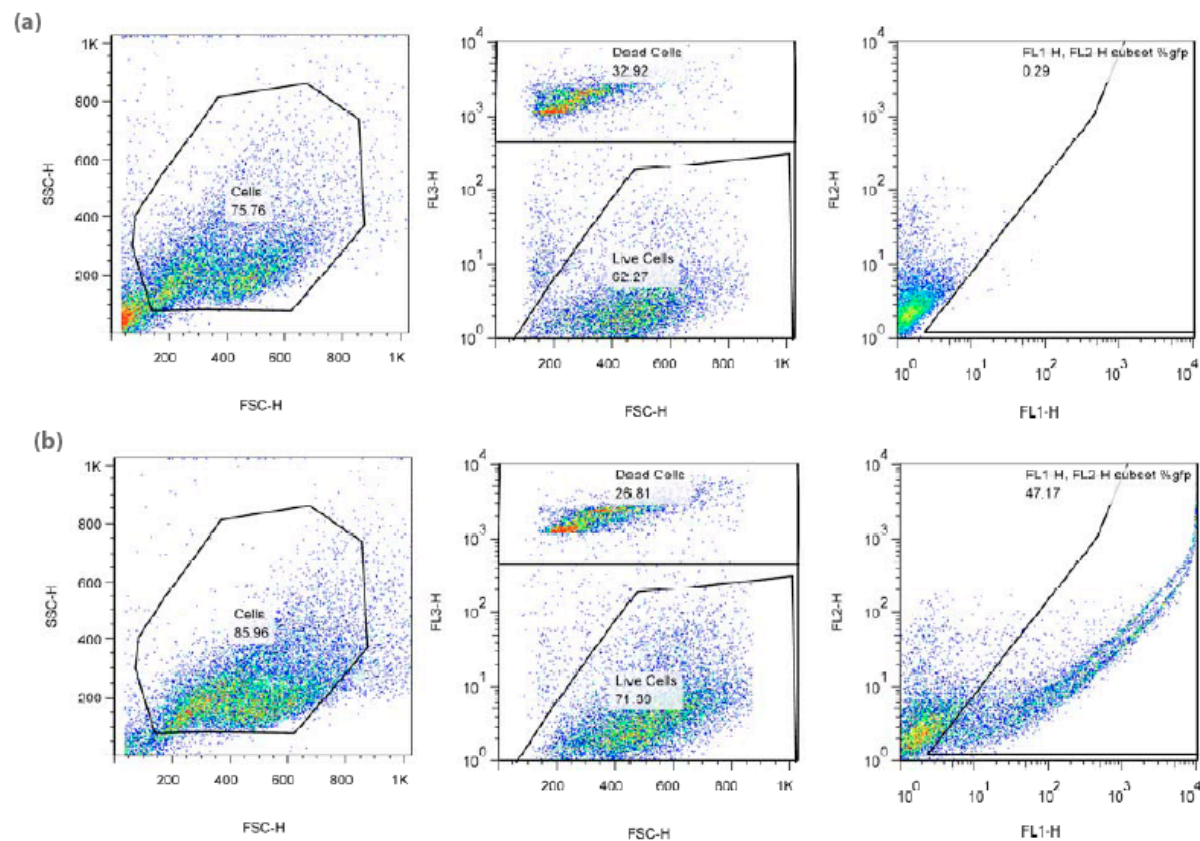 (a)
1K
800
600
400
200
SSC-H
Cells
75.76
200 400 600 800 1K
FSC-H
10^4
10^3
10^2
10^1
10^0
FL3-H
Dead Cells
32.92
Live Cells
62.27
200 400 600 800 1K
FSC-H
10^4
10^3
10^2
10^1
10^0
FL2-H
FL1 H, FL2 H subset %gfp
0.29
10^0 10^1 10^2 10^3 10^4
FL1-H
(b)
1K
800
600
400
200
SSC-H
Cells
85.96
200 400 600 800 1K
FSC-H
10^4
10^3
10^2
10^1
10^0
FL3-H
Dead Cells
26.81
Live Cells
200 400 600 800 1K
FSC-H
10^4
10^3
10^2
10^1
10^0
FL2-H
FL1 H, FL2 H subset %gfp
47.17
10^0 10^1 10^2 10^3 10^4
FL1-H